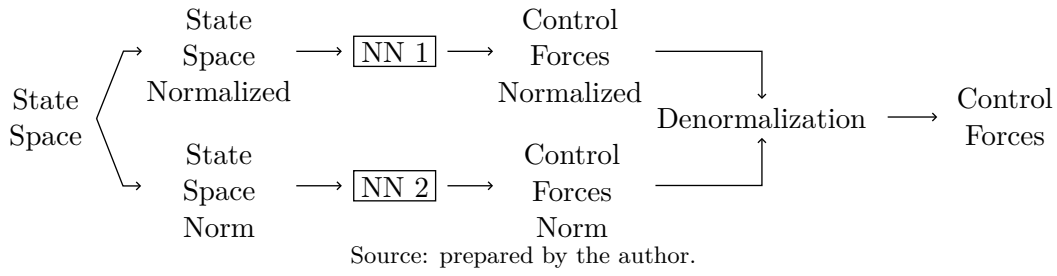 State
Space
State
Space
Normalized
NN 1
Control
Forces
Normalized
State
Space
Norm
NN 2
Control
Forces
Norm
Denormalization
Control
Forces
Source: prepared by the author.